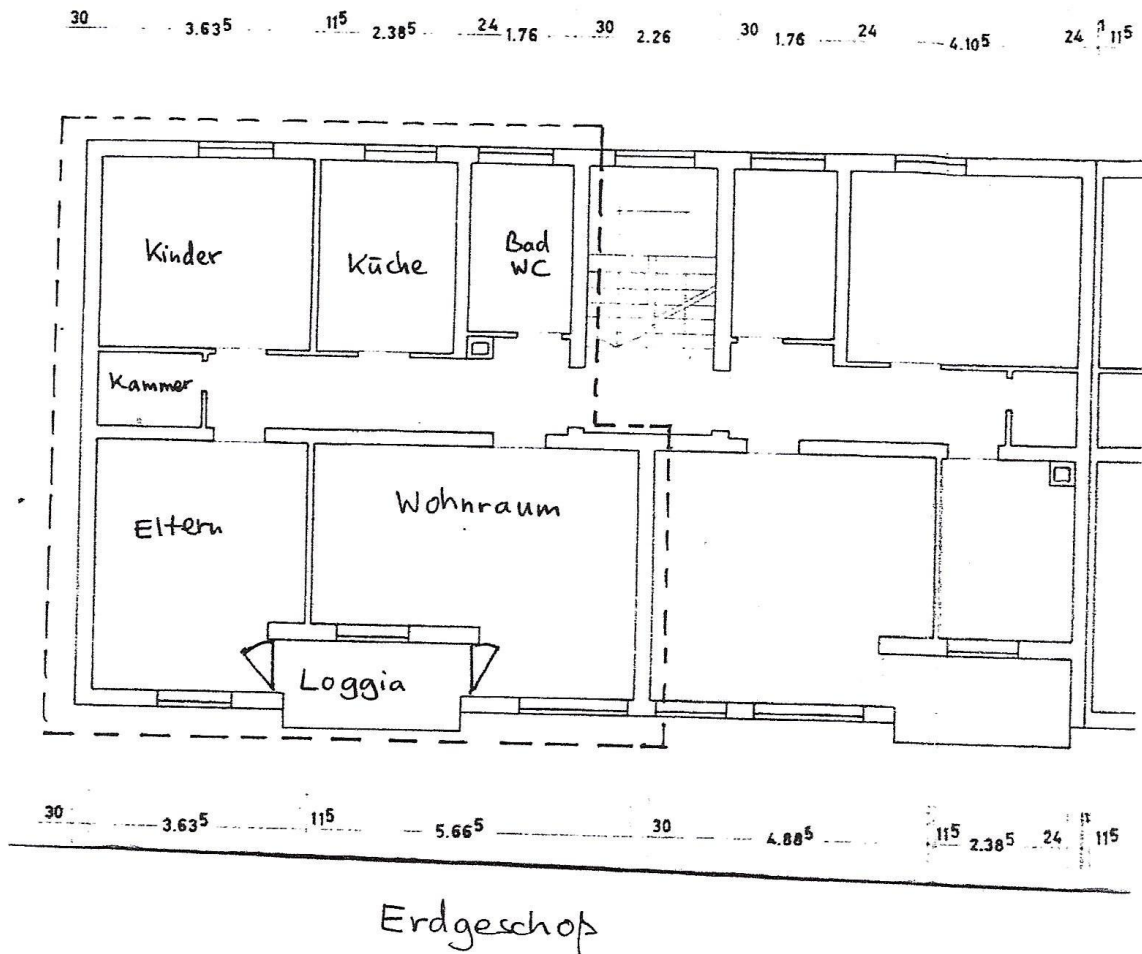 30 3.63⁵ 11⁵ 2.38⁵ 24 1.76 30 2.26 30 1.76 24 4.10⁵ 24 11⁵
Kinder
Küche
Bad
WC
Kammer
Eltern
Wohnraum
Loggia
30 3.63⁵ 11⁵ 5.66⁵ 30 4.88⁵ 11⁵ 2.38⁵ 24 11⁵
Erdgeschoß